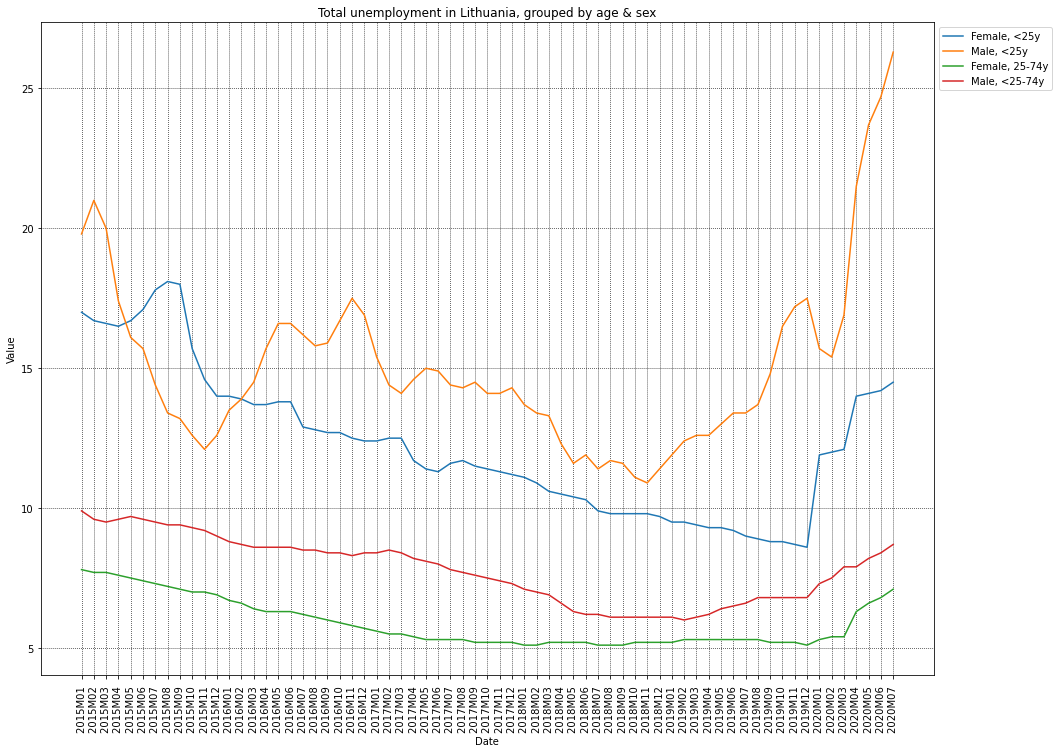 Total unemployment in Lithuania, grouped by age & sex
Female, <25y
Male, <25y
Female, 25-74y
Male, <25-74y
25
20
15
10
5
Value
2015M01
2015M02
2015M03
2015M04
2015M05
2015M06
2015M07
2015M08
2015M09
2015M10
2015M11
2015M12
2016M01
2016M02
2016M03
2016M04
2016M05
2016M06
2016M07
2016M08
2016M09
2016M10
2016M11
2016M12
2017M01
2017M02
2017M03
2017M04
2017M05
2017M06
2017M07
2017M08
2017M09
2017M10
2017M11
2017M12
2018M01
2018M02
2018M03
2018M04
2018M05
2018M06
2018M07
2018M08
2018M09
2018M10
2018M11
2018M12
2019M01
2019M02
2019M03
2019M04
2019M05
2019M06
2019M07
2019M08
2019M09
2019M10
2019M11
2019M12
2020M01
2020M02
2020M03
2020M04
2020M05
2020M06
2020M07
Date